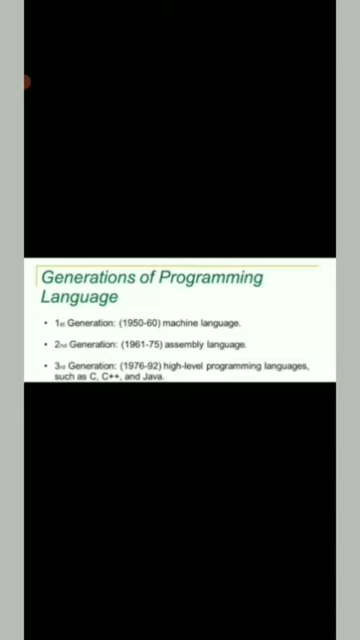 Generations of Programming
Language
• 1st Generation: (1950-60) machine language.
• 2nd Generation: (1961-75) assembly language.
• 3rd Generation: (1976-92) high-level programming languages,
such as C, C++, and Java.